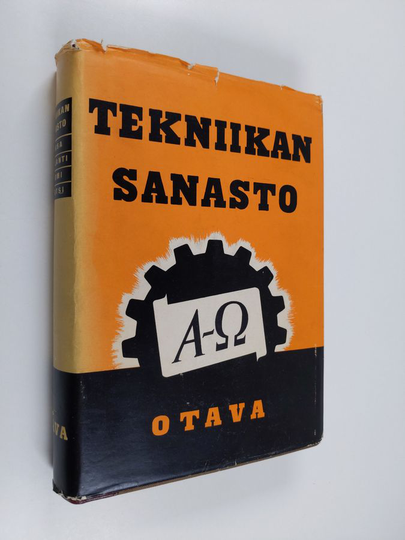 TEKNIIKAN
SANASTO
A-Ω
OTAVA